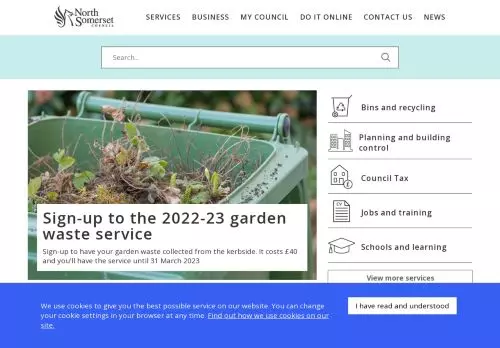 North
Somerset
COUNCIL
SERVICES BUSINESS MY COUNCIL DO IT ONLINE CONTACT US NEWS
Search...
Sign-up to the 2022-23 garden
waste service
Sign-up to have your garden waste collected from the kerbside. It costs £40
and you'll have the service until 31 March 2023
Bins and recycling
Planning and building
control
Council Tax
CV
Jobs and training
Schools and learning
View more services
We use cookies to give you the best possible service on our website. You can change
your cookie settings in your browser at any time. Find out how we use cookies on our
site.
I have read and understood